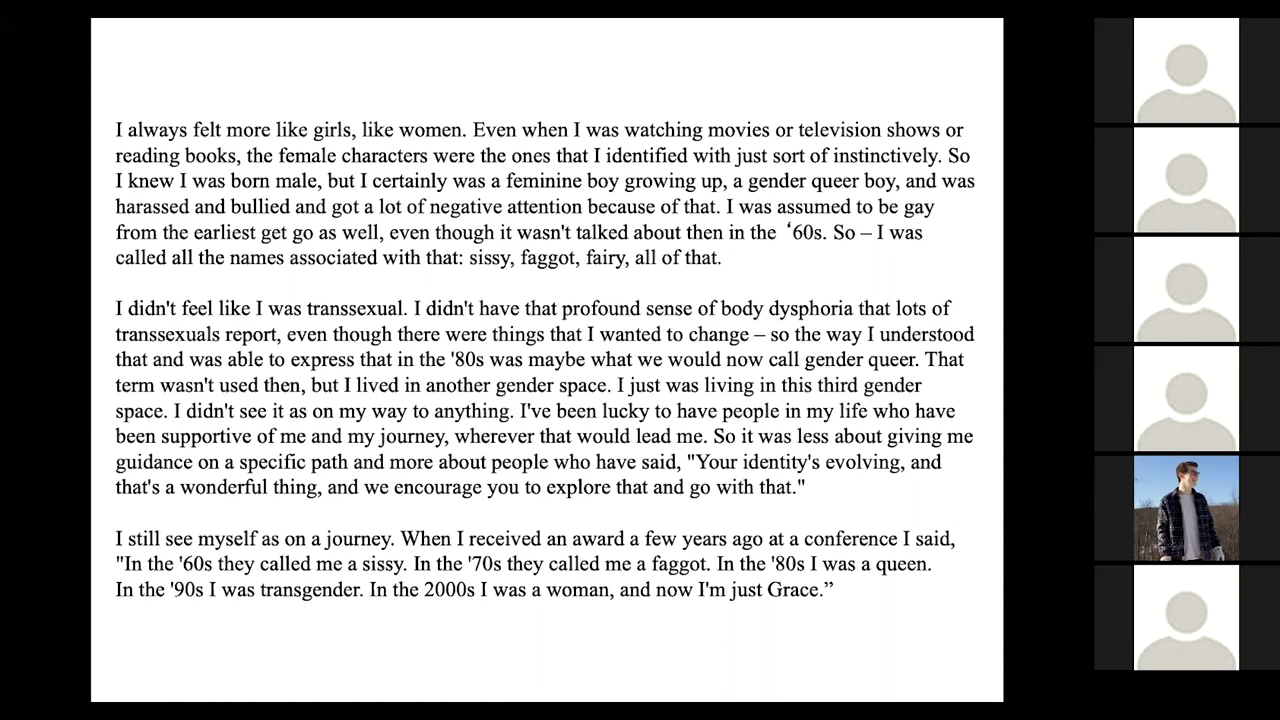 I always felt more like girls, like women. Even when I was watching movies or television shows or
reading books, the female characters were the ones that I identified with just sort of instinctively. So
I knew I was born male, but I certainly was a feminine boy growing up, a gender queer boy, and was
harassed and bullied and got a lot of negative attention because of that. I was assumed to be gay
from the earliest get go as well, even though it wasn't talked about then in the ‘60s. So – I was
called all the names associated with that: sissy, faggot, fairy, all of that.
I didn't feel like I was transsexual. I didn't have that profound sense of body dysphoria that lots of
transsexuals report, even though there were things that I wanted to change – so the way I understood
that and was able to express that in the '80s was maybe what we would now call gender queer. That
term wasn't used then, but I lived in another gender space. I just was living in this third gender
space. I didn't see it as on my way to anything. I've been lucky to have people in my life who have
been supportive of me and my journey, wherever that would lead me. So it was less about giving me
guidance on a specific path and more about people who have said, "Your identity's evolving, and
that's a wonderful thing, and we encourage you to explore that and go with that."
I still see myself as on a journey. When I received an award a few years ago at a conference I said,
"In the '60s they called me a sissy. In the '70s they called me a faggot. In the '80s I was a queen.
In the '90s I was transgender. In the 2000s I was a woman, and now I'm just Grace.”